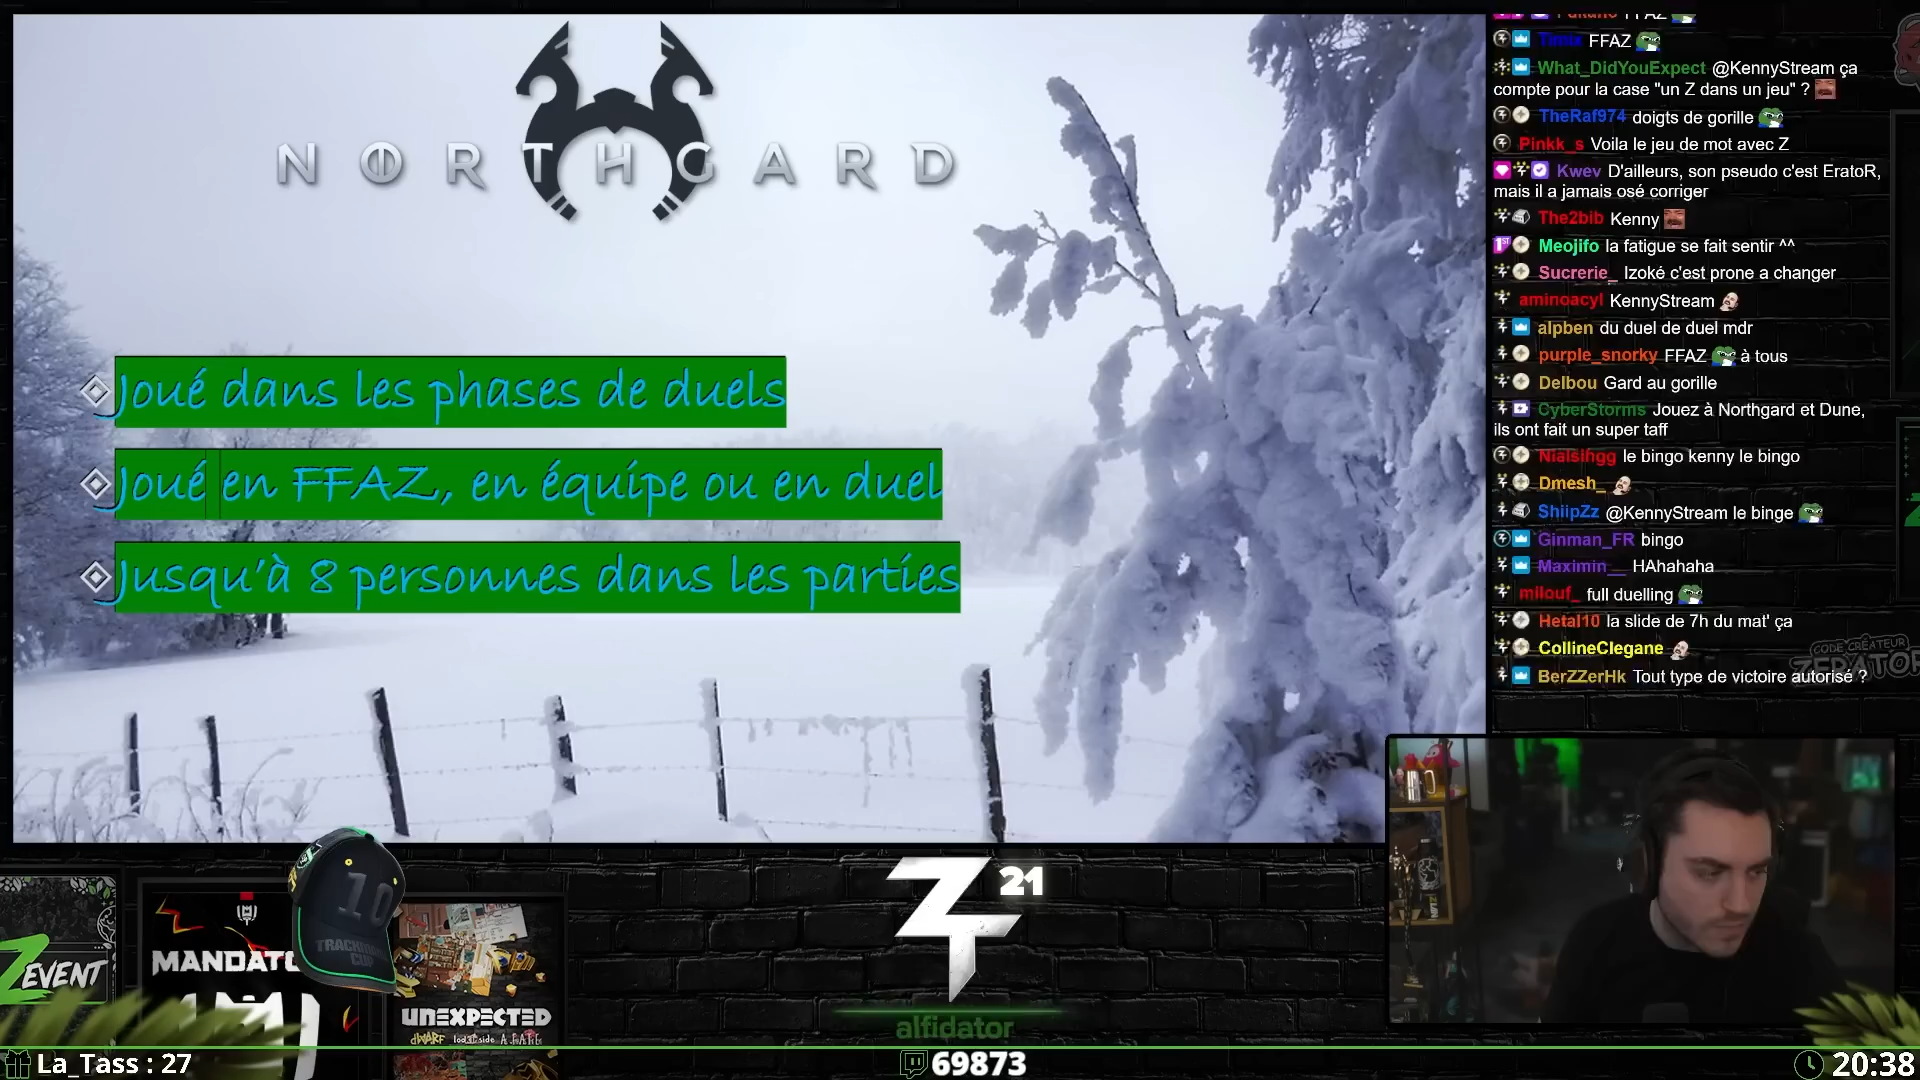 NORTHGARD
Joué dans les phases de duels
Joué en FFAZ, en équipe ou en duel
Jusqu'à 8 personnes dans les parties
FFAZ
Timix FFAZ
What_DidYouExpect @KennyStream ça
compte pour la case "un Z dans un jeu" ?
TheRaf974 doigts de gorille
Pinkk_s Voila le jeu de mot avec Z
Kwev D'ailleurs, son pseudo c'est EratoR,
mais il a jamais osé corriger
The2bib Kenny
Meojifo la fatigue se fait sentir ^^
Sucrerie_ Izoké c'est prone a changer
aminoacyl KennyStream
alpben du duel de duel mdr
purple_snorky FFAZ à tous
Delbou Gard au gorille
CyberStorms Jouez à Northgard et Dune,
ils ont fait un super taff
Nialsifigg le bingo kenny le bingo
Dmesh_
ShiipZz @KennyStream le binge
Ginman_FR bingo
Maximin__ HAhahaha
milouf_ full duelling
Hetal10 la slide de 7h du mat' ça
CollineClegane
BerZZerHk Tout type de victoire autorisé ?
CODE CRÉATEUR
ZERATOR
ZEVENT
MANDATO
10
TRACKMANIA CUP
UNEXPECTED
ZT 21
alfidator
La_Tass : 27
69873
20:38